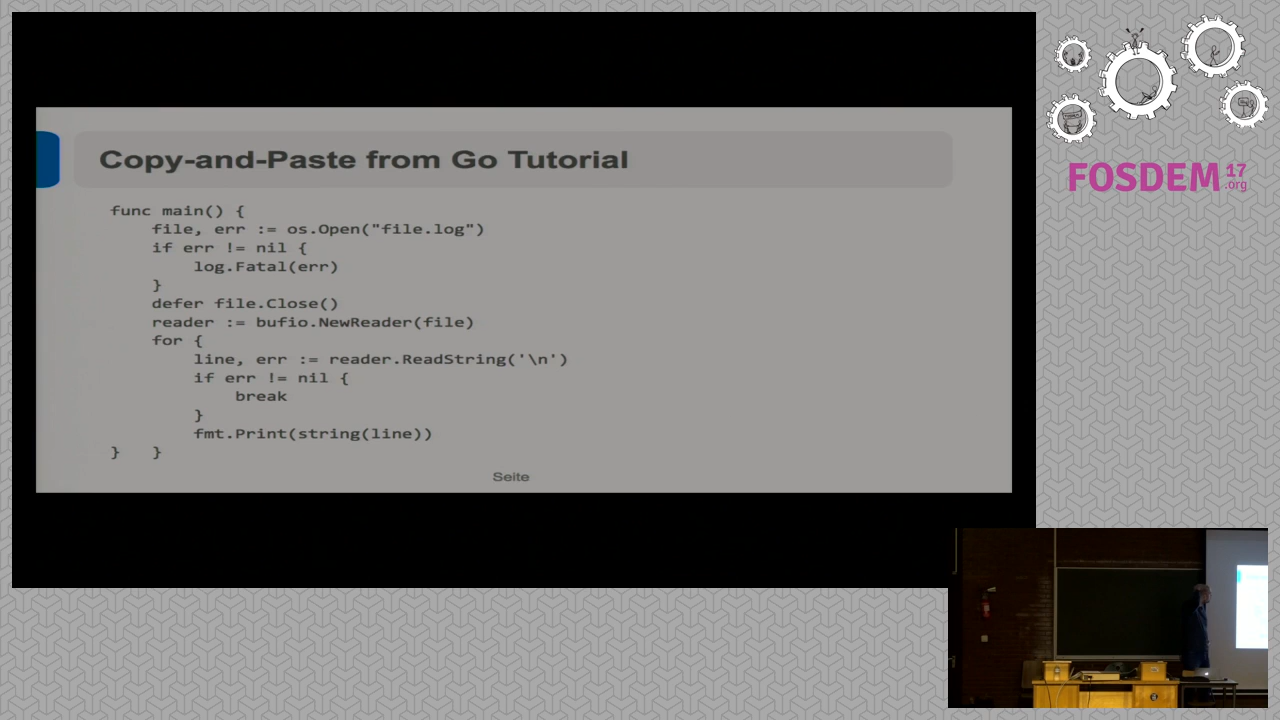 Copy-and-Paste from Go Tutorial
func main() {
    file, err := os.Open("file.log")
    if err != nil {
        log.Fatal(err)
    }
    defer file.Close()
    reader := bufio.NewReader(file)
    for {
        line, err := reader.ReadString('\n')
        if err != nil {
            break
        }
        fmt.Print(string(line))
}   }
Seite
FOSDEM 17
.org